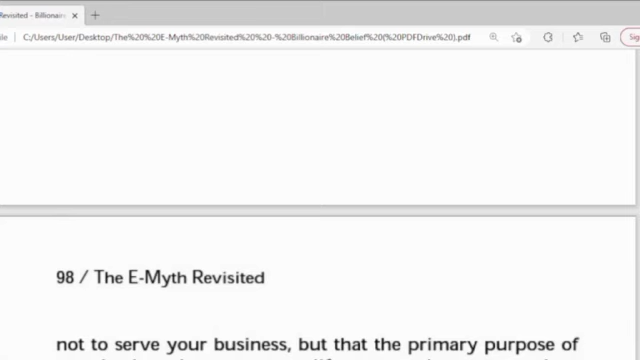 Revisited - Billionaire
C:/Users/User/Desktop/The%20%20E-Myth%20Revisited%20%20-%20Billionaire%20Belief%20(%20PDFDrive%20).pdf
98 / The E-Myth Revisited
not to serve your business, but that the primary purpose of